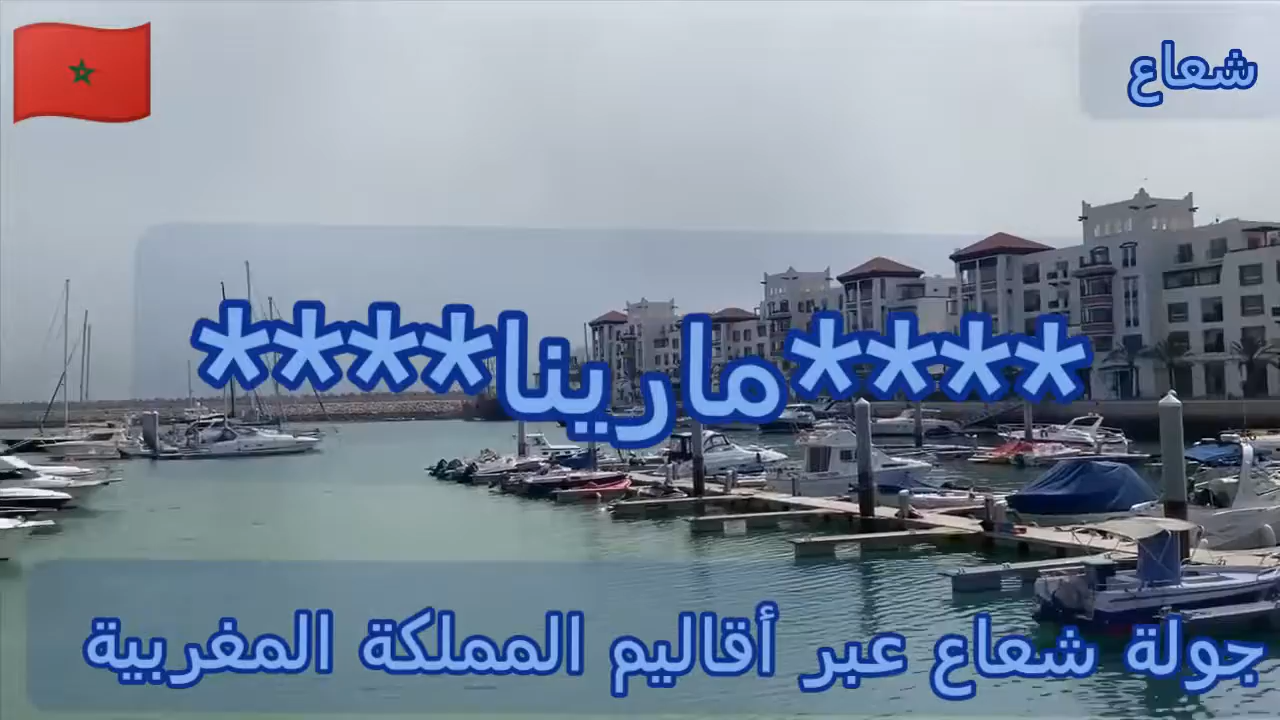 شعاع
****مارينا****
جولة شعاع عبر أقاليم المملكة المغربية